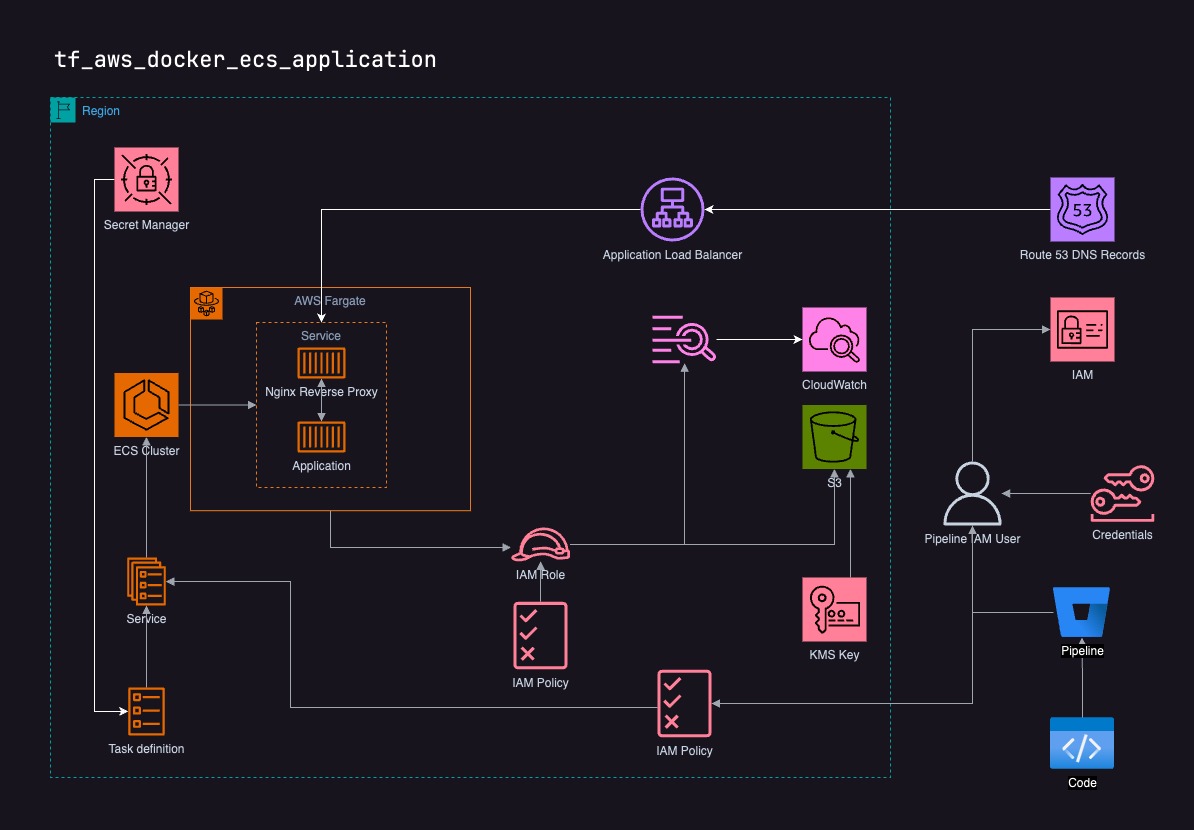 tf_aws_docker_ecs_application
Region
Secret Manager
Application Load Balancer
53
Route 53 DNS Records
AWS Fargate
Service
Nginx Reverse Proxy
Application
ECS Cluster
CloudWatch
S3
IAM
Pipeline IAM User
Credentials
IAM Role
Service
IAM Policy
KMS Key
Pipeline
Task definition
IAM Policy
Code